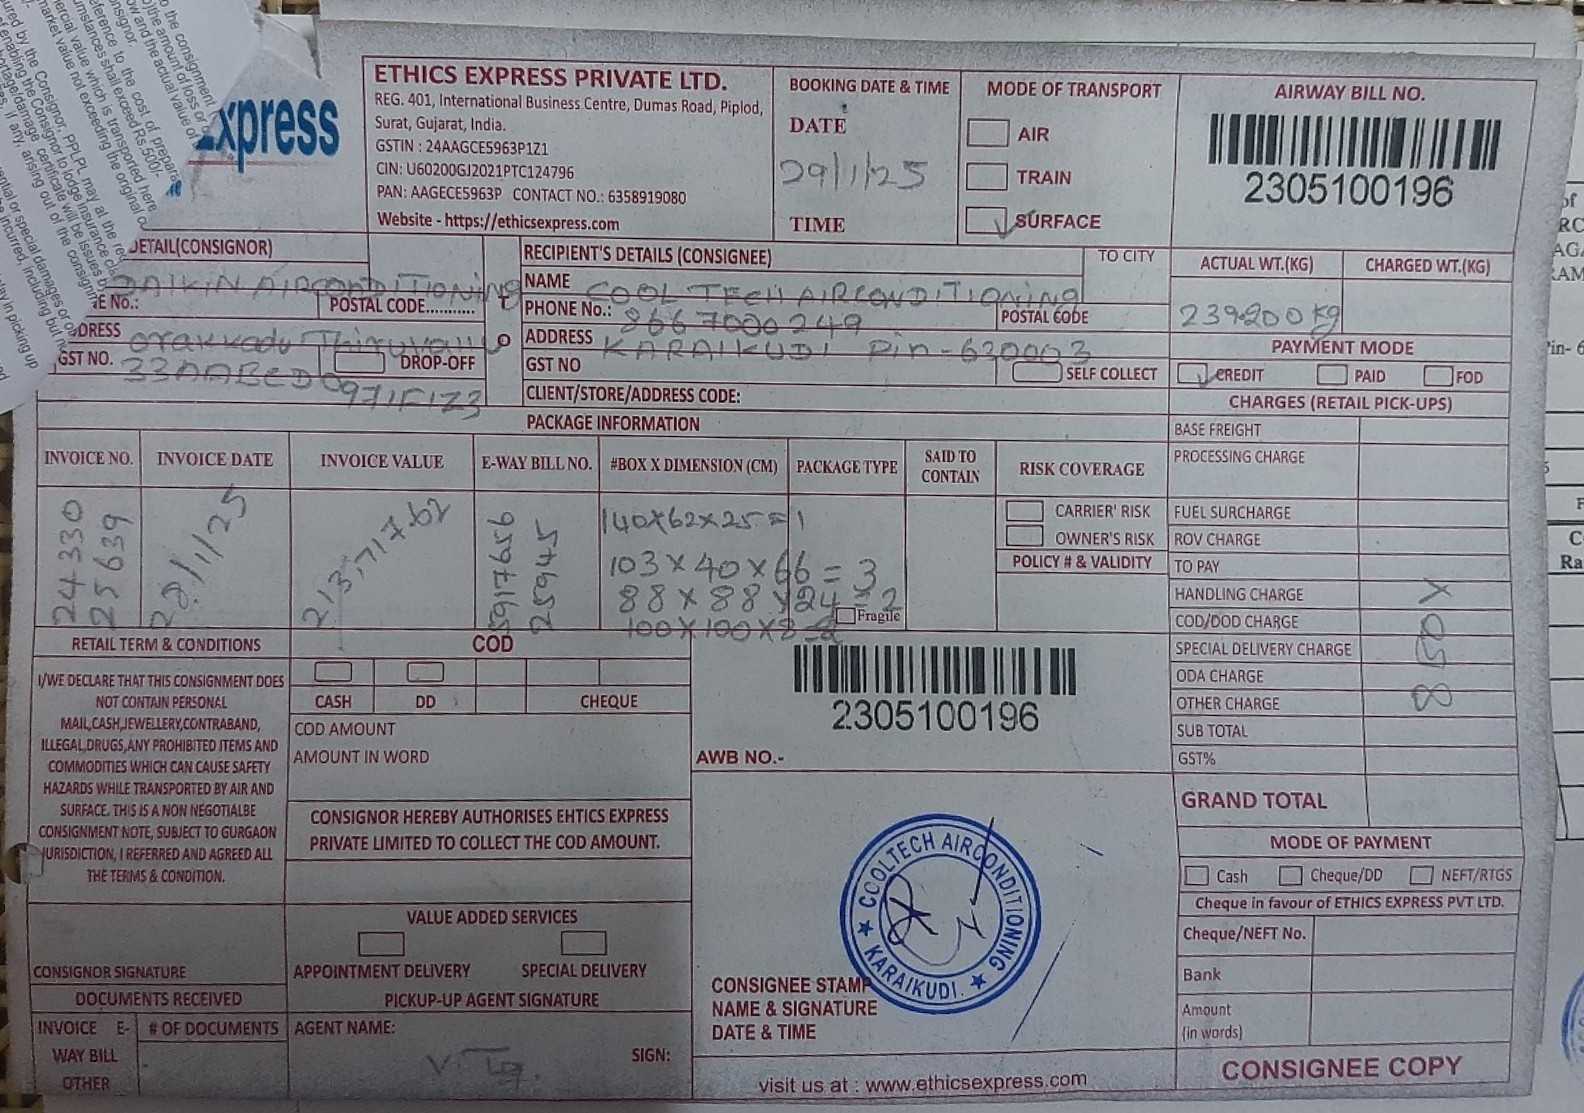 xpress
ETHICS EXPRESS PRIVATE LTD.
REG. 401, International Business Centre, Dumas Road, Piplod,
Surat, Gujarat, India.
GSTIN : 24AAGCE5963P1Z1
CIN: U60200GJ2021PTC124796
PAN: AAGECE5963P CONTACT NO.: 6358919080
Website - https://ethicsexpress.com
BOOKING DATE & TIME
DATE
29/1/25
TIME
MODE OF TRANSPORT
AIR
TRAIN
SURFACE
AIRWAY BILL NO.
2305100196
DETAIL(CONSIGNOR)
DAIKIN AIRCONDITIONING
E No.: POSTAL CODE...........
DRESS Orakkadu Thiruvallu
DROP-OFF
GST NO. 33AABCD0971F1Z3
TO
RECIPIENT'S DETAILS (CONSIGNEE)
TO CITY
NAME COOL TECH AIRCONDITIONING
PHONE No.: 8667000249
POSTAL CODE
ADDRESS KARAIKUDI Pin-630003
GST NO
SELF COLLECT
CLIENT/STORE/ADDRESS CODE:
ACTUAL WT.(KG) CHARGED WT.(KG)
239.200 kg
PAYMENT MODE
CREDIT PAID FOD
CHARGES (RETAIL PICK-UPS)
BASE FREIGHT
PROCESSING CHARGE
FUEL SURCHARGE
ROV CHARGE
TO PAY
HANDLING CHARGE
COD/DOD CHARGE
SPECIAL DELIVERY CHARGE
ODA CHARGE
OTHER CHARGE
SUB TOTAL
GST%
GRAND TOTAL
PACKAGE INFORMATION
INVOICE NO. INVOICE DATE INVOICE VALUE E-WAY BILL NO. #BOX X DIMENSION (CM) PACKAGE TYPE SAID TO CONTAIN RISK COVERAGE
24330
25639
28/1/25
5917656
259445
140X62X25=1
103X40X66=3
88X88X24=2
Fragile
CARRIER' RISK
OWNER'S RISK
POLICY # & VALIDITY
RETAIL TERM & CONDITIONS
I/WE DECLARE THAT THIS CONSIGNMENT DOES
NOT CONTAIN PERSONAL
MAIL,CASH,JEWELLERY,CONTRABAND,
ILLEGAL,DRUGS,ANY PROHIBITED ITEMS AND
COMMODITIES WHICH CAN CAUSE SAFETY
HAZARDS WHILE TRANSPORTED BY AIR AND
SURFACE. THIS IS A NON NEGOTIALBE
CONSIGNMENT NOTE, SUBJECT TO GURGAON
JURISDICTION, I REFERRED AND AGREED ALL
THE TERMS & CONDITION.
CONSIGNOR SIGNATURE
DOCUMENTS RECEIVED
INVOICE E-
WAY BILL
OTHER
# OF DOCUMENTS
COD
CASH DD CHEQUE
COD AMOUNT
AMOUNT IN WORD
CONSIGNOR HEREBY AUTHORISES EHTICS EXPRESS
PRIVATE LIMITED TO COLLECT THE COD AMOUNT.
VALUE ADDED SERVICES
APPOINTMENT DELIVERY SPECIAL DELIVERY
PICKUP-UP AGENT SIGNATURE
AGENT NAME:
SIGN:
2305100196
AWB NO.-
COOLTECH AIRCONDITIONING
★ KARAIKUDI. ★
CONSIGNEE STAMP
NAME & SIGNATURE
DATE & TIME
visit us at : www.ethicsexpress.com
MODE OF PAYMENT
Cash Cheque/DD NEFT/RTGS
Cheque in favour of ETHICS EXPRESS PVT LTD.
Cheque/NEFT No.
Bank
Amount
(in words)
CONSIGNEE COPY